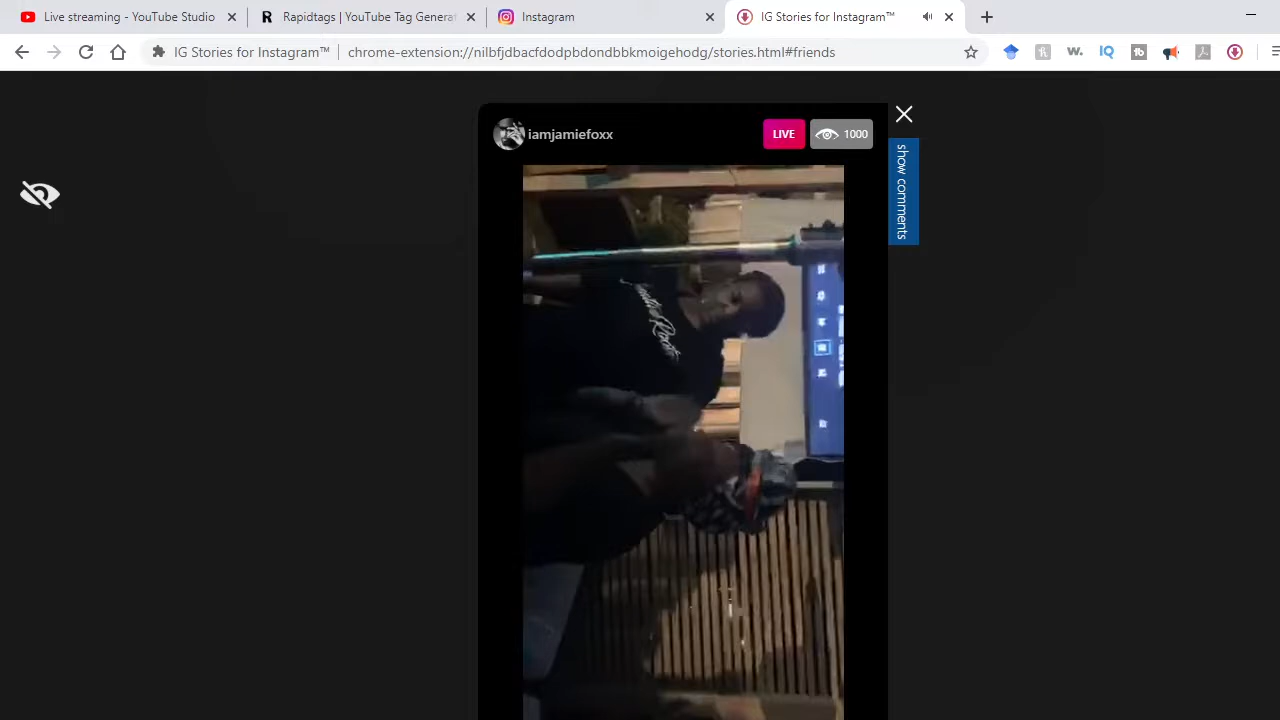 Live streaming - YouTube Studio
Rapidtags | YouTube Tag Generat
Instagram
IG Stories for Instagram™
IG Stories for Instagram™
chrome-extension://nilbfjdbacfdodpbdondbbkmoigehodg/stories.html#friends
iamjamiefoxx
LIVE
1000
show comments